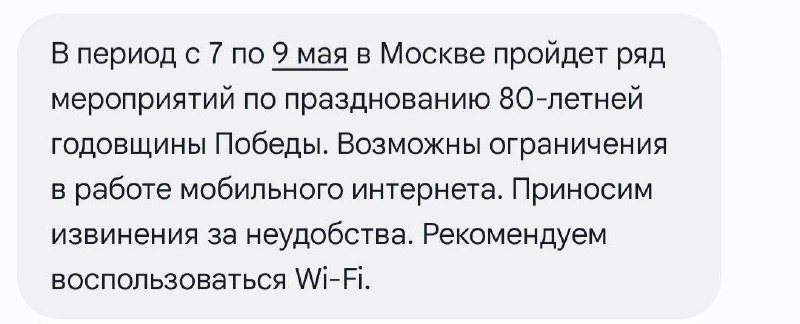 В период с 7 по 9 мая в Москве пройдет ряд
мероприятий по празднованию 80-летней
годовщины Победы. Возможны ограничения
в работе мобильного интернета. Приносим
извинения за неудобства. Рекомендуем
воспользоваться Wi-Fi.